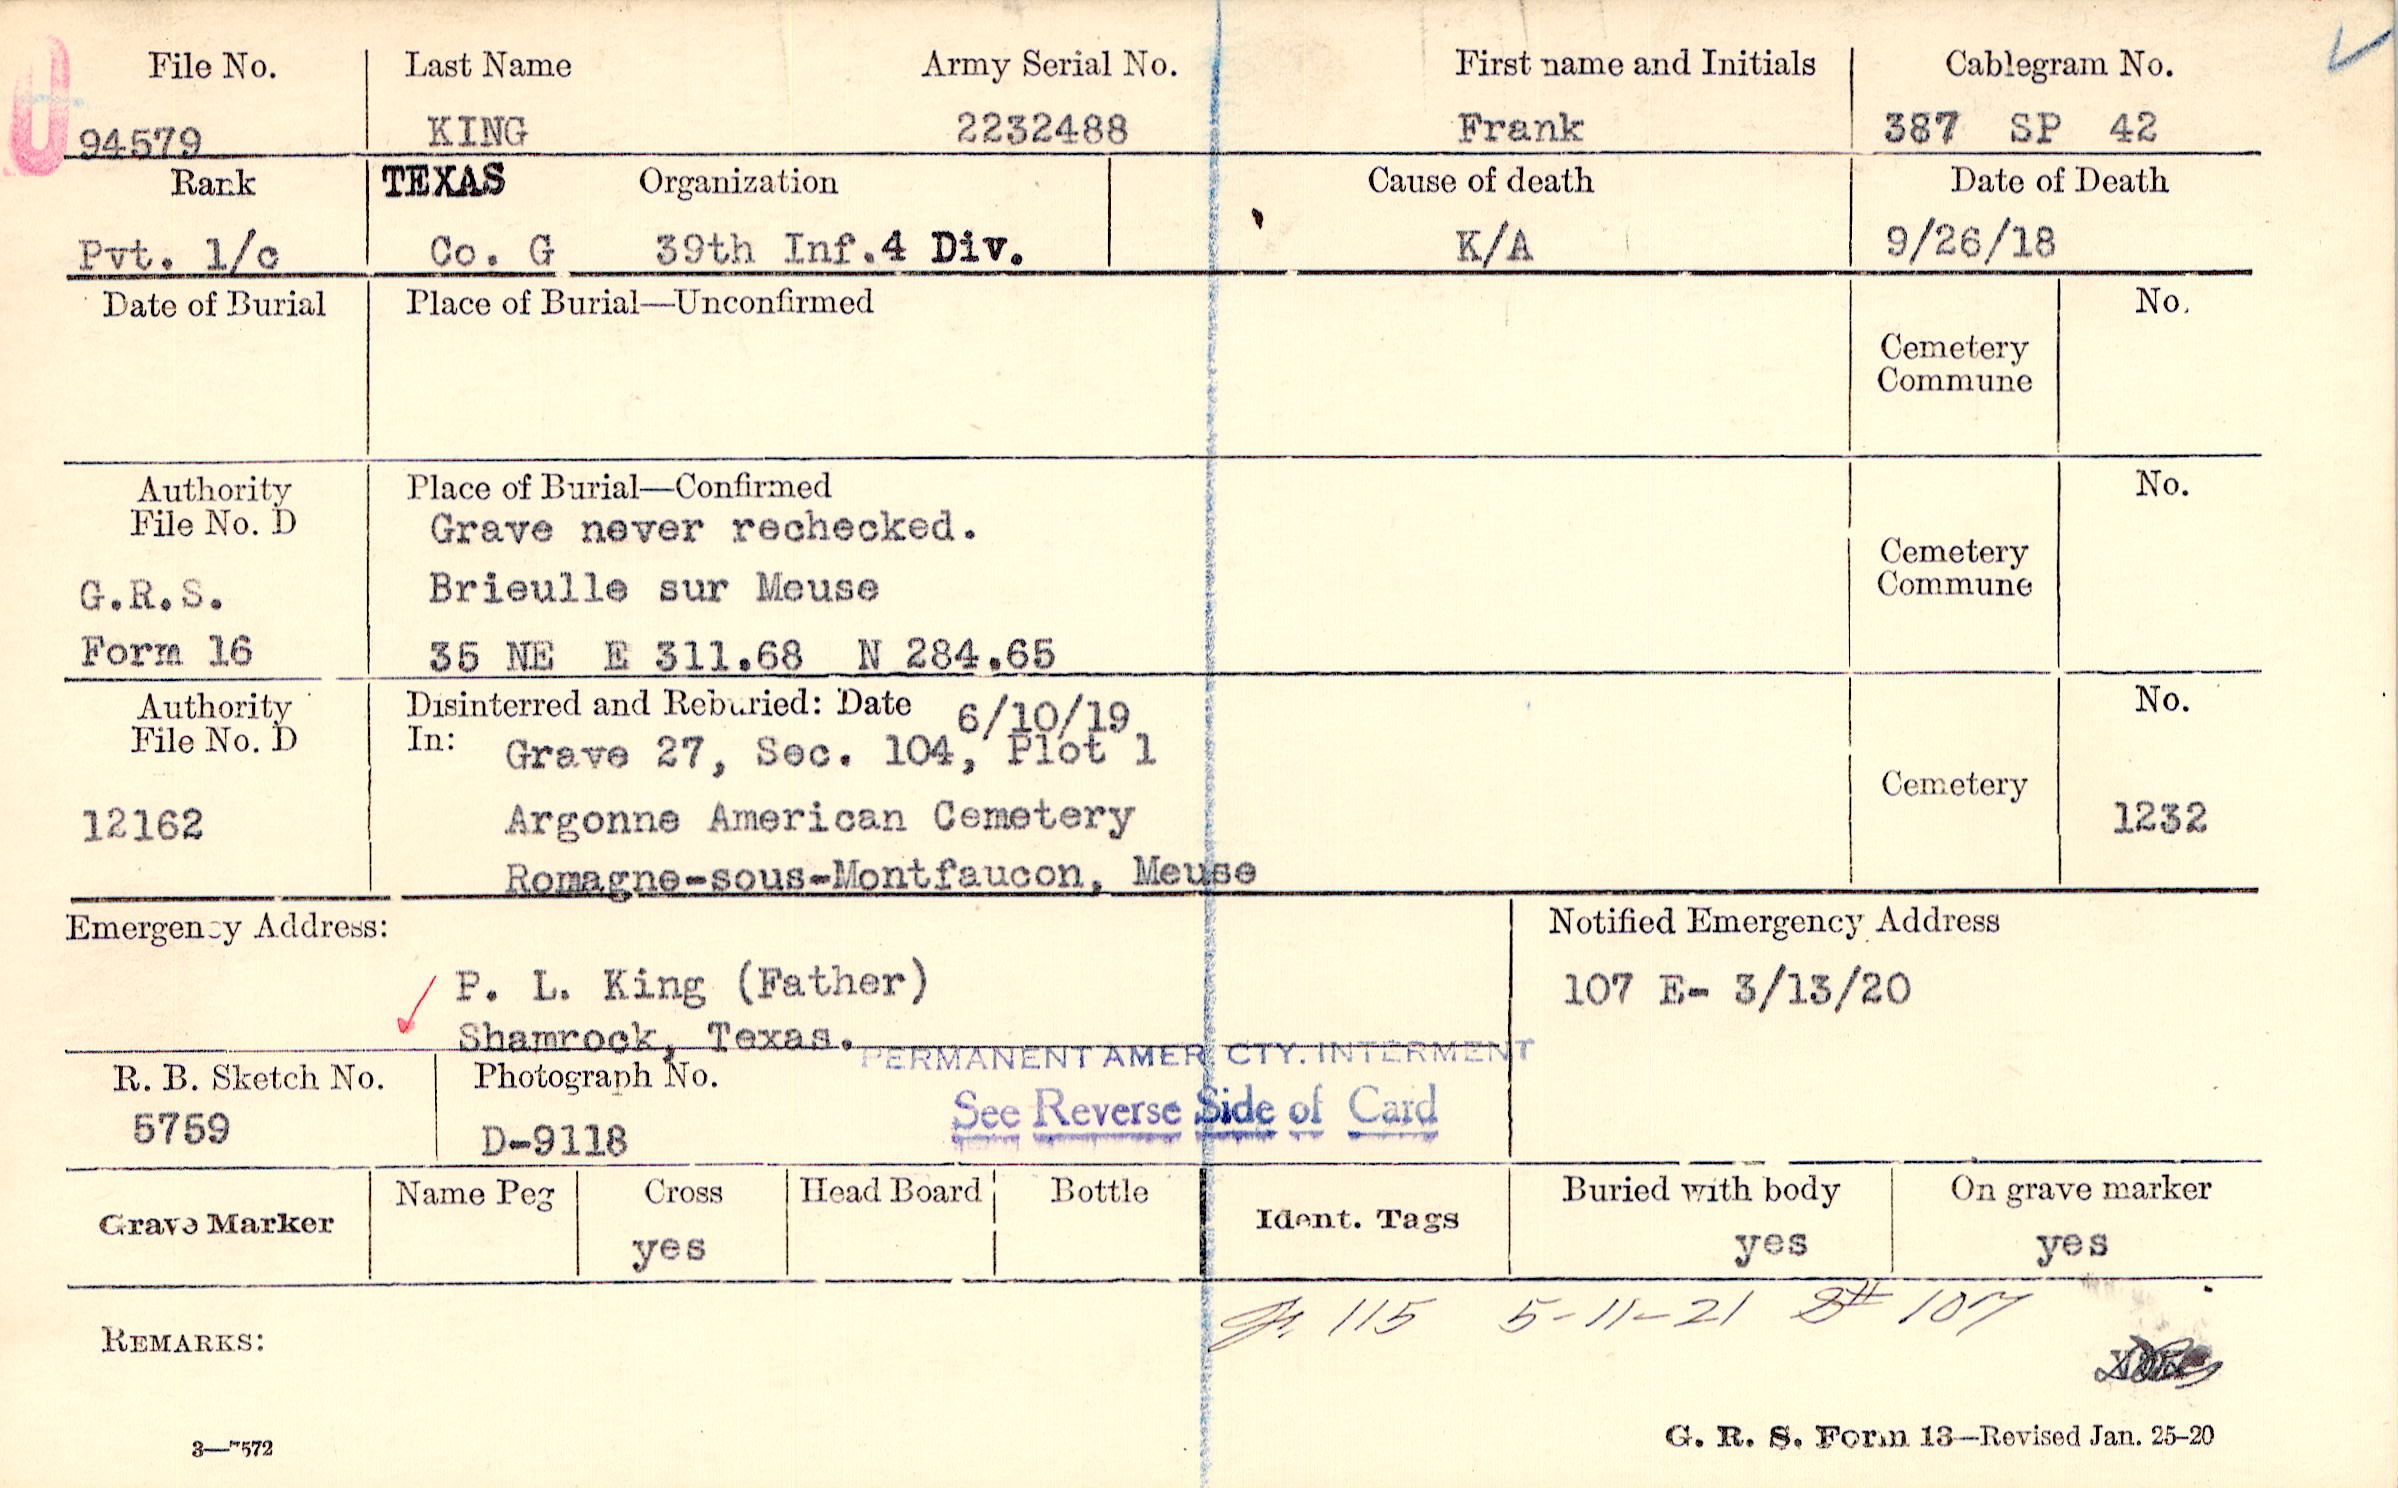 File No. Last Name Army Serial No. First name and Initials Cablegram No.
94579 KING 2232488 Frank 387 SP 42
Rank TEXAS Organization Cause of death Date of Death
Pvt. 1/c Co. G 39th Inf. 4 Div. K/A 9/26/18
Date of Burial Place of Burial—Unconfirmed No.
Cemetery
Commune
Authority Place of Burial—Confirmed No.
File No. D Grave never rechecked.
Cemetery
G.R.S. Brieulle sur Meuse Commune
Form 16 35 NE E 311.68 N 284.65
Authority Disinterred and Reburied: Date 6/10/19 No.
File No. D In: Grave 27, Sec. 104, Plot 1
Cemetery
12162 Argonne American Cemetery 1232
Romagne-sous-Montfaucon, Meuse
Emergency Address: Notified Emergency Address
P. L. King (Father) 107 E- 3/13/20
Shamrock, Texas.
PERMANENT AMER. CTY. INTERMENT
R. B. Sketch No. Photograph No.
See Reverse Side of Card
5759 D-9118
Grave Marker Name Peg Cross Head Board Bottle Ident. Tags Buried with body On grave marker
yes yes yes
115 5-11-21 107
REMARKS:
3—7572 G. R. S. Form 13—Revised Jan. 25-20